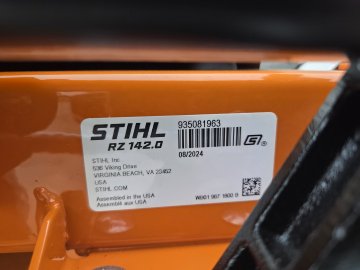 STIHL
RZ 142.0
935081963
08/2024
STIHL Inc.
536 Viking Drive
VIRGINIA BEACH, VA 23452
USA
STIHL.COM
Assembled in the USA
Assemblé aux USA